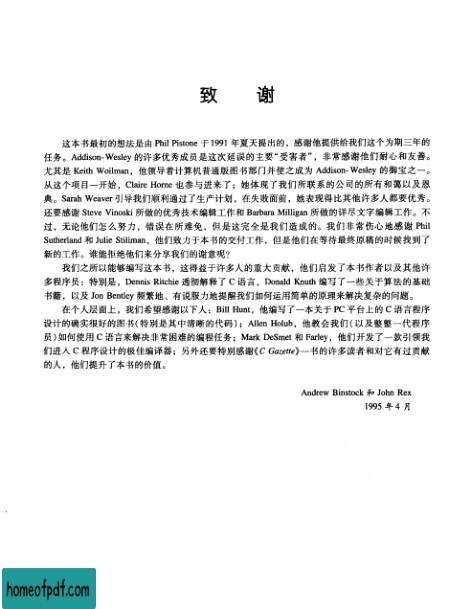 致 谢
这本书最初的想法是由 Phil Pistone 于 1991 年夏天提出的，感谢他提供给我们这个为期三年的
任务。Addison-Wesley 的许多优秀成员是这次延误的主要“受害者”，非常感谢他们耐心和友善。
尤其是 Keith Wollman，他领导着计算机普通版图书部门并使之成为 Addison-Wesley 的御宝之一。
从这个项目一开始，Claire Horne 也参与进来了；她体现了我们所联系的公司的所有和蔼以及恩
典。Sarah Weaver 引导我们顺利通过了生产计划，在失败面前，她表现得比其他许多人都要优秀。
还要感谢 Steve Vinoski 所做的优秀技术编辑工作和 Barbara Milligan 所做的详尽文字编辑工作。不
过，无论他们怎么努力，错误在所难免，但是这完全是我们造成的。我们非常衷心地感谢 Phil
Sutherland 和 Julie Stillman，他们致力于本书的交付工作，但是他们在等待最终原稿的时候找到了
新的工作。谁能拒绝他们来分享我们的谢意呢？
我们之所以能够编写这本书，这得益于许多人的重大贡献，他们启发了本书作者以及其他许
多程序员；特别是，Dennis Ritchie 透彻解释了 C 语言，Donald Knuth 编写了一些关于算法的基础
书籍，以及 Jon Bentley 频繁地、有说服力地提醒我们如何运用简单的原理来解决复杂的问题。
在个人层面上，我们希望感谢以下人；Bill Hunt，他编写了一本关于 PC 平台上的 C 语言程序
设计的确实很好的图书(特别是其中清晰的代码)；Allen Holub，他教会我们(以及整整一代程序
员)如何使用 C 语言来解决非常困难的编程任务；Mark DeSmet 和 Farley，他们开发了一款引领我
们进入 C 程序设计的极佳编译器；另外还要特别感谢《C Gazette》一书的许多读者和对它有过贡献
的人，他们提升了本书的价值。
Andrew Binstock 和 John Rex
1995 年 4 月
homeofpdf.com